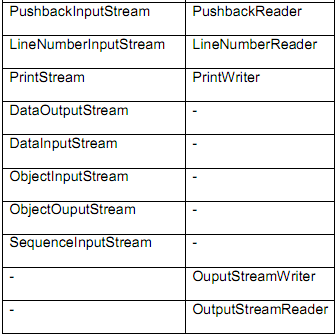 PushbackInputStream PushbackReader
LineNumberInputStream LineNumberReader
PrintStream PrintWriter
DataOutputStream -
DataInputStream -
ObjectInputStream -
ObjectOuputStream -
SequenceInputStream -
- OuputStreamWriter
- OutputStreamReader